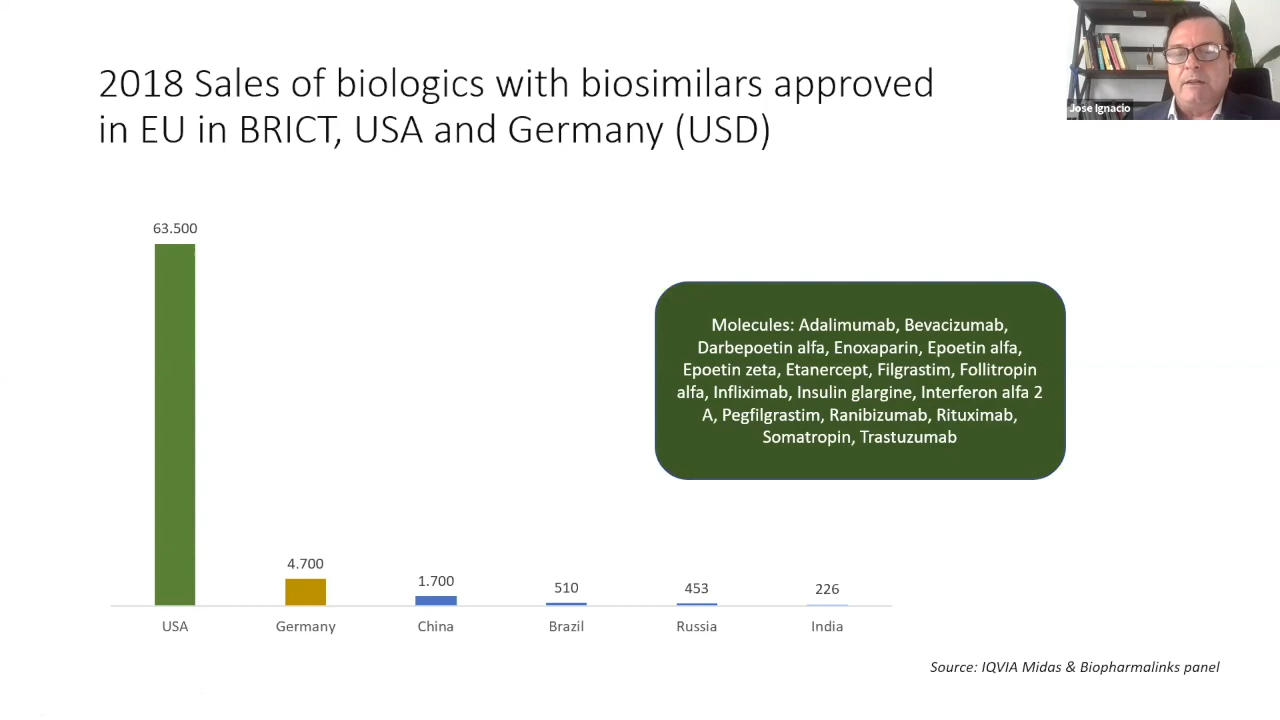 2018 Sales of biologics with biosimilars approved
in EU in BRICT, USA and Germany (USD)
Jose Ignacio
63.500
4.700
1.700
510
453
226
USA
Germany
China
Brazil
Russia
India
Molecules: Adalimumab, Bevacizumab,
Darbepoetin alfa, Enoxaparin, Epoetin alfa,
Epoetin zeta, Etanercept, Filgrastim, Follitropin
alfa, Infliximab, Insulin glargine, Interferon alfa 2
A, Pegfilgrastim, Ranibizumab, Rituximab,
Somatropin, Trastuzumab
Source: IQVIA Midas & Biopharmalinks panel